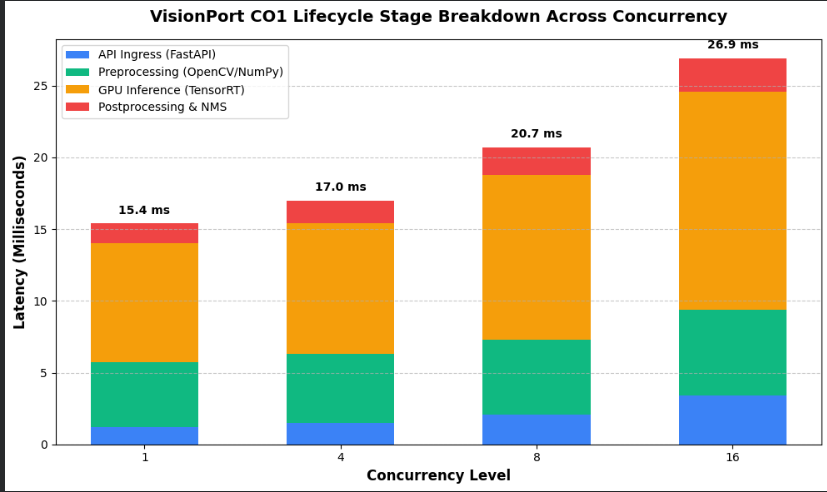 VisionPort CO1 Lifecycle Stage Breakdown Across Concurrency
API Ingress (FastAPI)
Preprocessing (OpenCV/NumPy)
GPU Inference (TensorRT)
Postprocessing & NMS
15.4 ms
17.0 ms
20.7 ms
26.9 ms
Latency (Milliseconds)
25
20
15
10
5
0
1
4
8
16
Concurrency Level